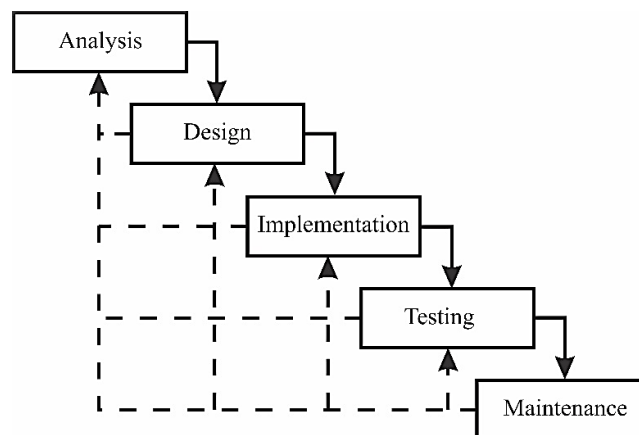 Analysis
Design
Implementation
Testing
Maintenance